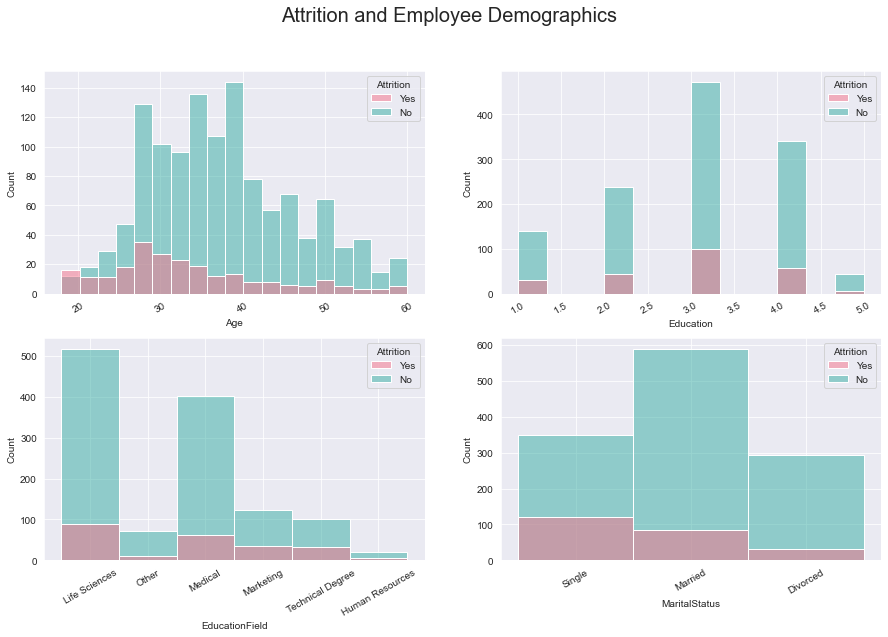 Attrition and Employee Demographics
Count
140
120
100
80
60
40
20
0
20
30
40
50
60
Age
Attrition
Yes
No
Count
400
300
200
100
0
1.0
1.5
2.0
2.5
3.0
3.5
4.0
4.5
5.0
Education
Attrition
Yes
No
Count
500
400
300
200
100
0
Life Sciences
Other
Medical
Marketing
Technical Degree
Human Resources
EducationField
Attrition
Yes
No
Count
600
500
400
300
200
100
0
Single
Married
Divorced
MaritalStatus
Attrition
Yes
No